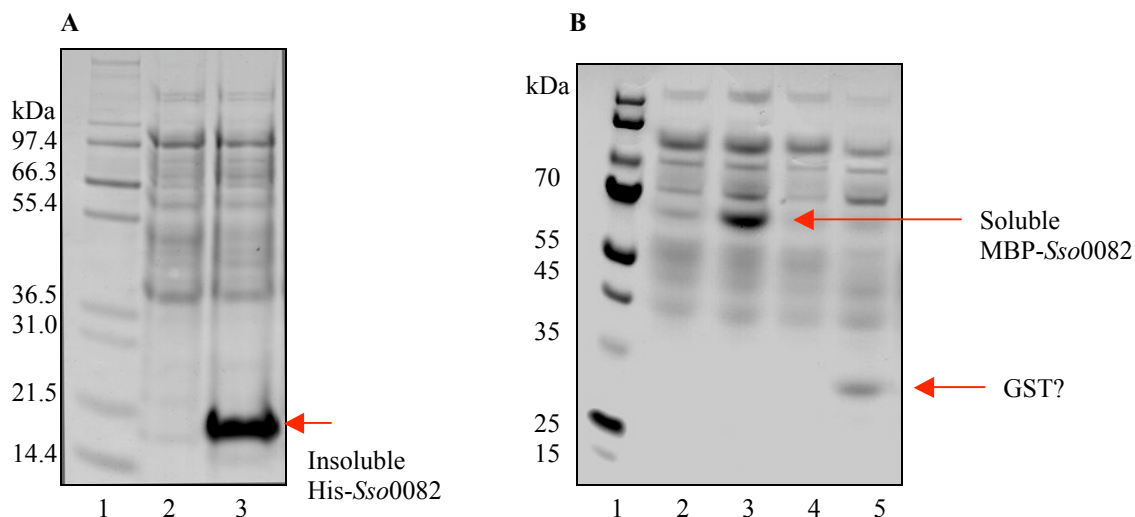 A
kDa
97.4
66.3
55.4
36.5
31.0
21.5
14.4
Insoluble
His-Sso0082
1 2 3
B
kDa
70
55
45
35
25
15
Soluble
MBP-Sso0082
GST?
1 2 3 4 5